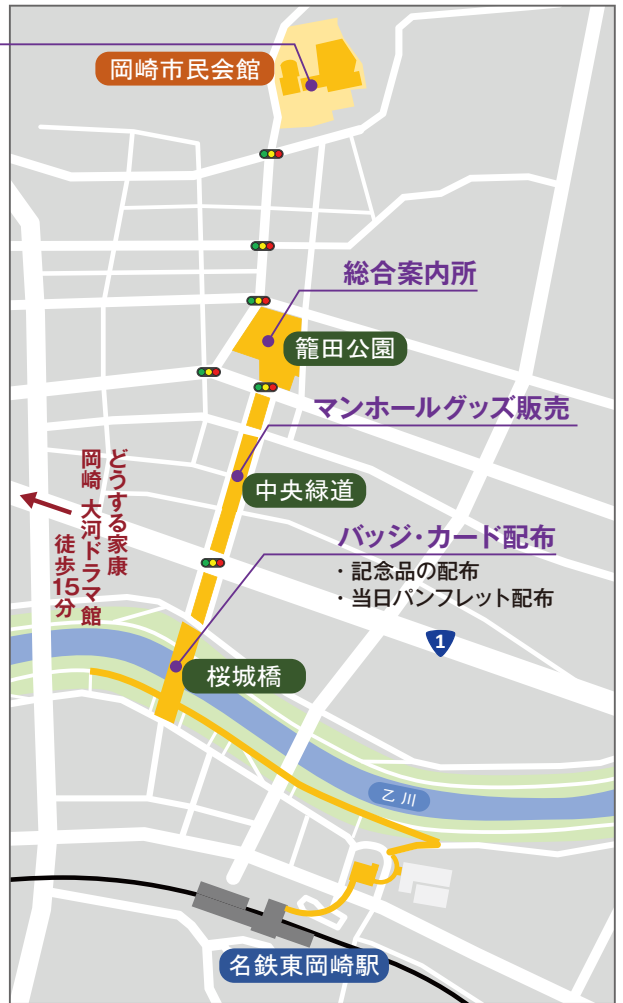 岡崎市民会館
総合案内所
籠田公園
マンホールグッズ販売
中央緑道
どうする家康
岡崎 大河ドラマ館
徒歩15分
バッジ・カード配布
・記念品の配布
・当日パンフレット配布
1
桜城橋
乙川
名鉄東岡崎駅